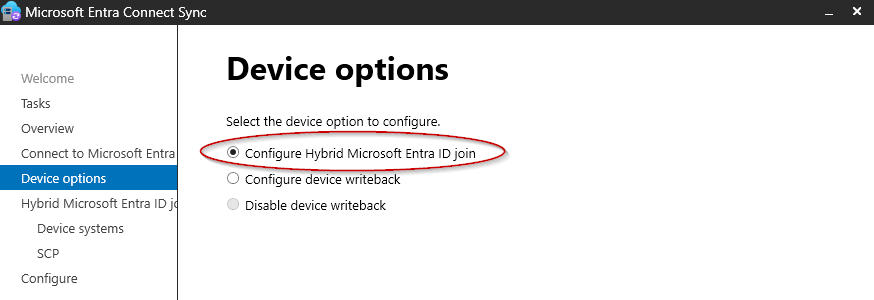 Microsoft Entra Connect Sync
Welcome
Tasks
Overview
Connect to Microsoft Entra
Device options
Hybrid Microsoft Entra ID jo
Device systems
SCP
Configure
Device options
Select the device option to configure.
Configure Hybrid Microsoft Entra ID join
Configure device writeback
Disable device writeback